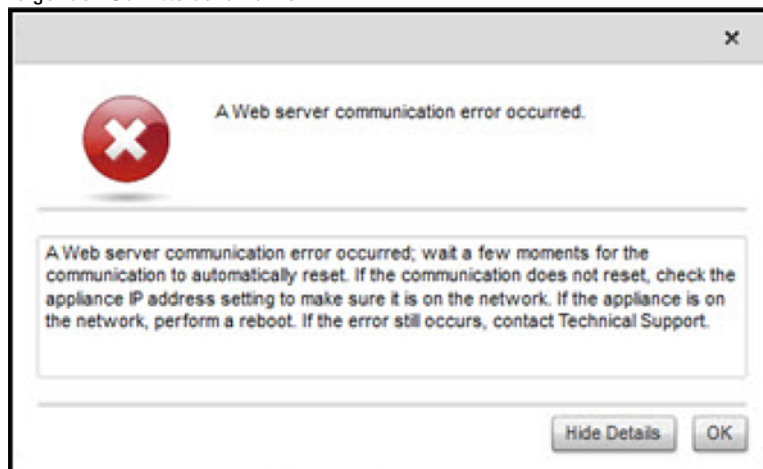 A Web server communication error occurred.
A Web server communication error occurred; wait a few moments for the
communication to automatically reset. If the communication does not reset, check the
appliance IP address setting to make sure it is on the network. If the appliance is on
the network, perform a reboot. If the error still occurs, contact Technical Support.
Hide Details
OK